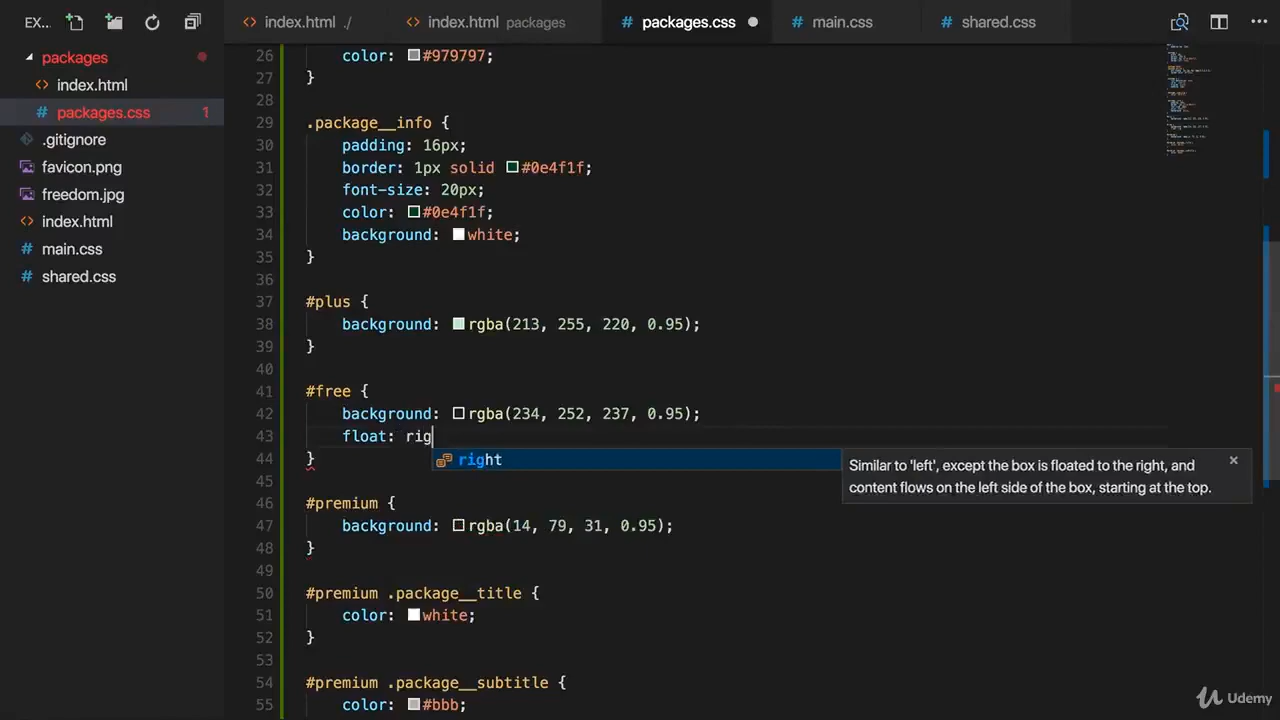 EX...
index.html ./
index.html packages
# packages.css
# main.css
# shared.css
packages
index.html
# packages.css 1
.gitignore
favicon.png
freedom.jpg
index.html
# main.css
# shared.css
26 color: #979797;
27 }
28
29 .package__info {
30 padding: 16px;
31 border: 1px solid #0e4f1f;
32 font-size: 20px;
33 color: #0e4f1f;
34 background: white;
35 }
36
37 #plus {
38 background: rgba(213, 255, 220, 0.95);
39 }
40
41 #free {
42 background: rgba(234, 252, 237, 0.95);
43 float: rig
right
Similar to 'left', except the box is floated to the right, and
content flows on the left side of the box, starting at the top.
44 }
45
46 #premium {
47 background: rgba(14, 79, 31, 0.95);
48 }
49
50 #premium .package__title {
51 color: white;
52 }
53
54 #premium .package__subtitle {
55 color: #bbb;
Udemy